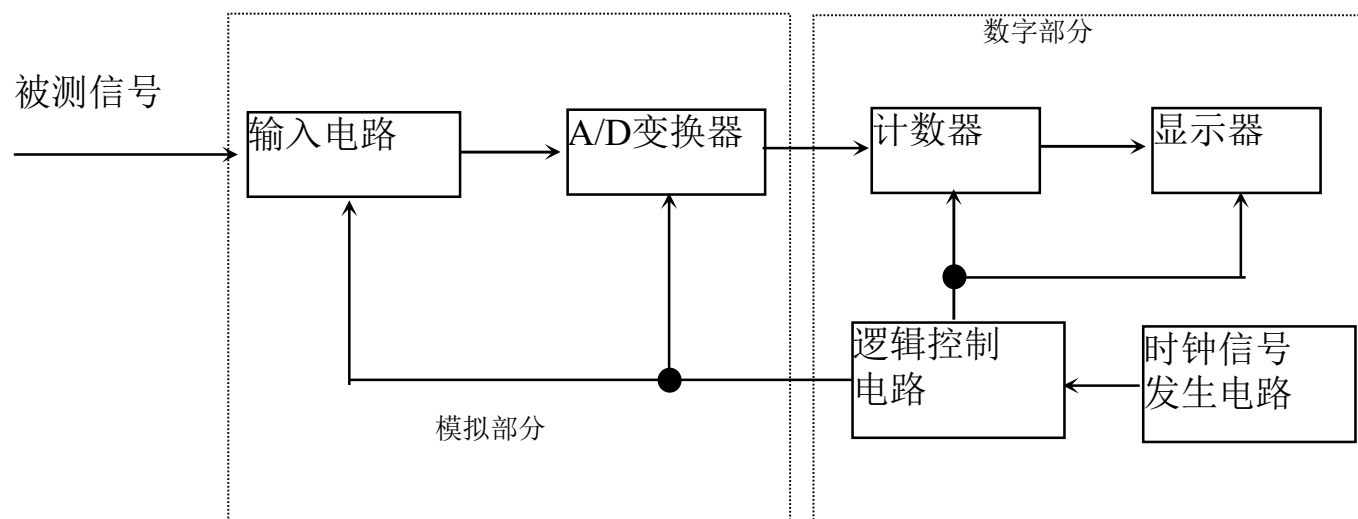 数字部分
被测信号
输入电路
A/D变换器
计数器
显示器
逻辑控制
电路
时钟信号
发生电路
模拟部分